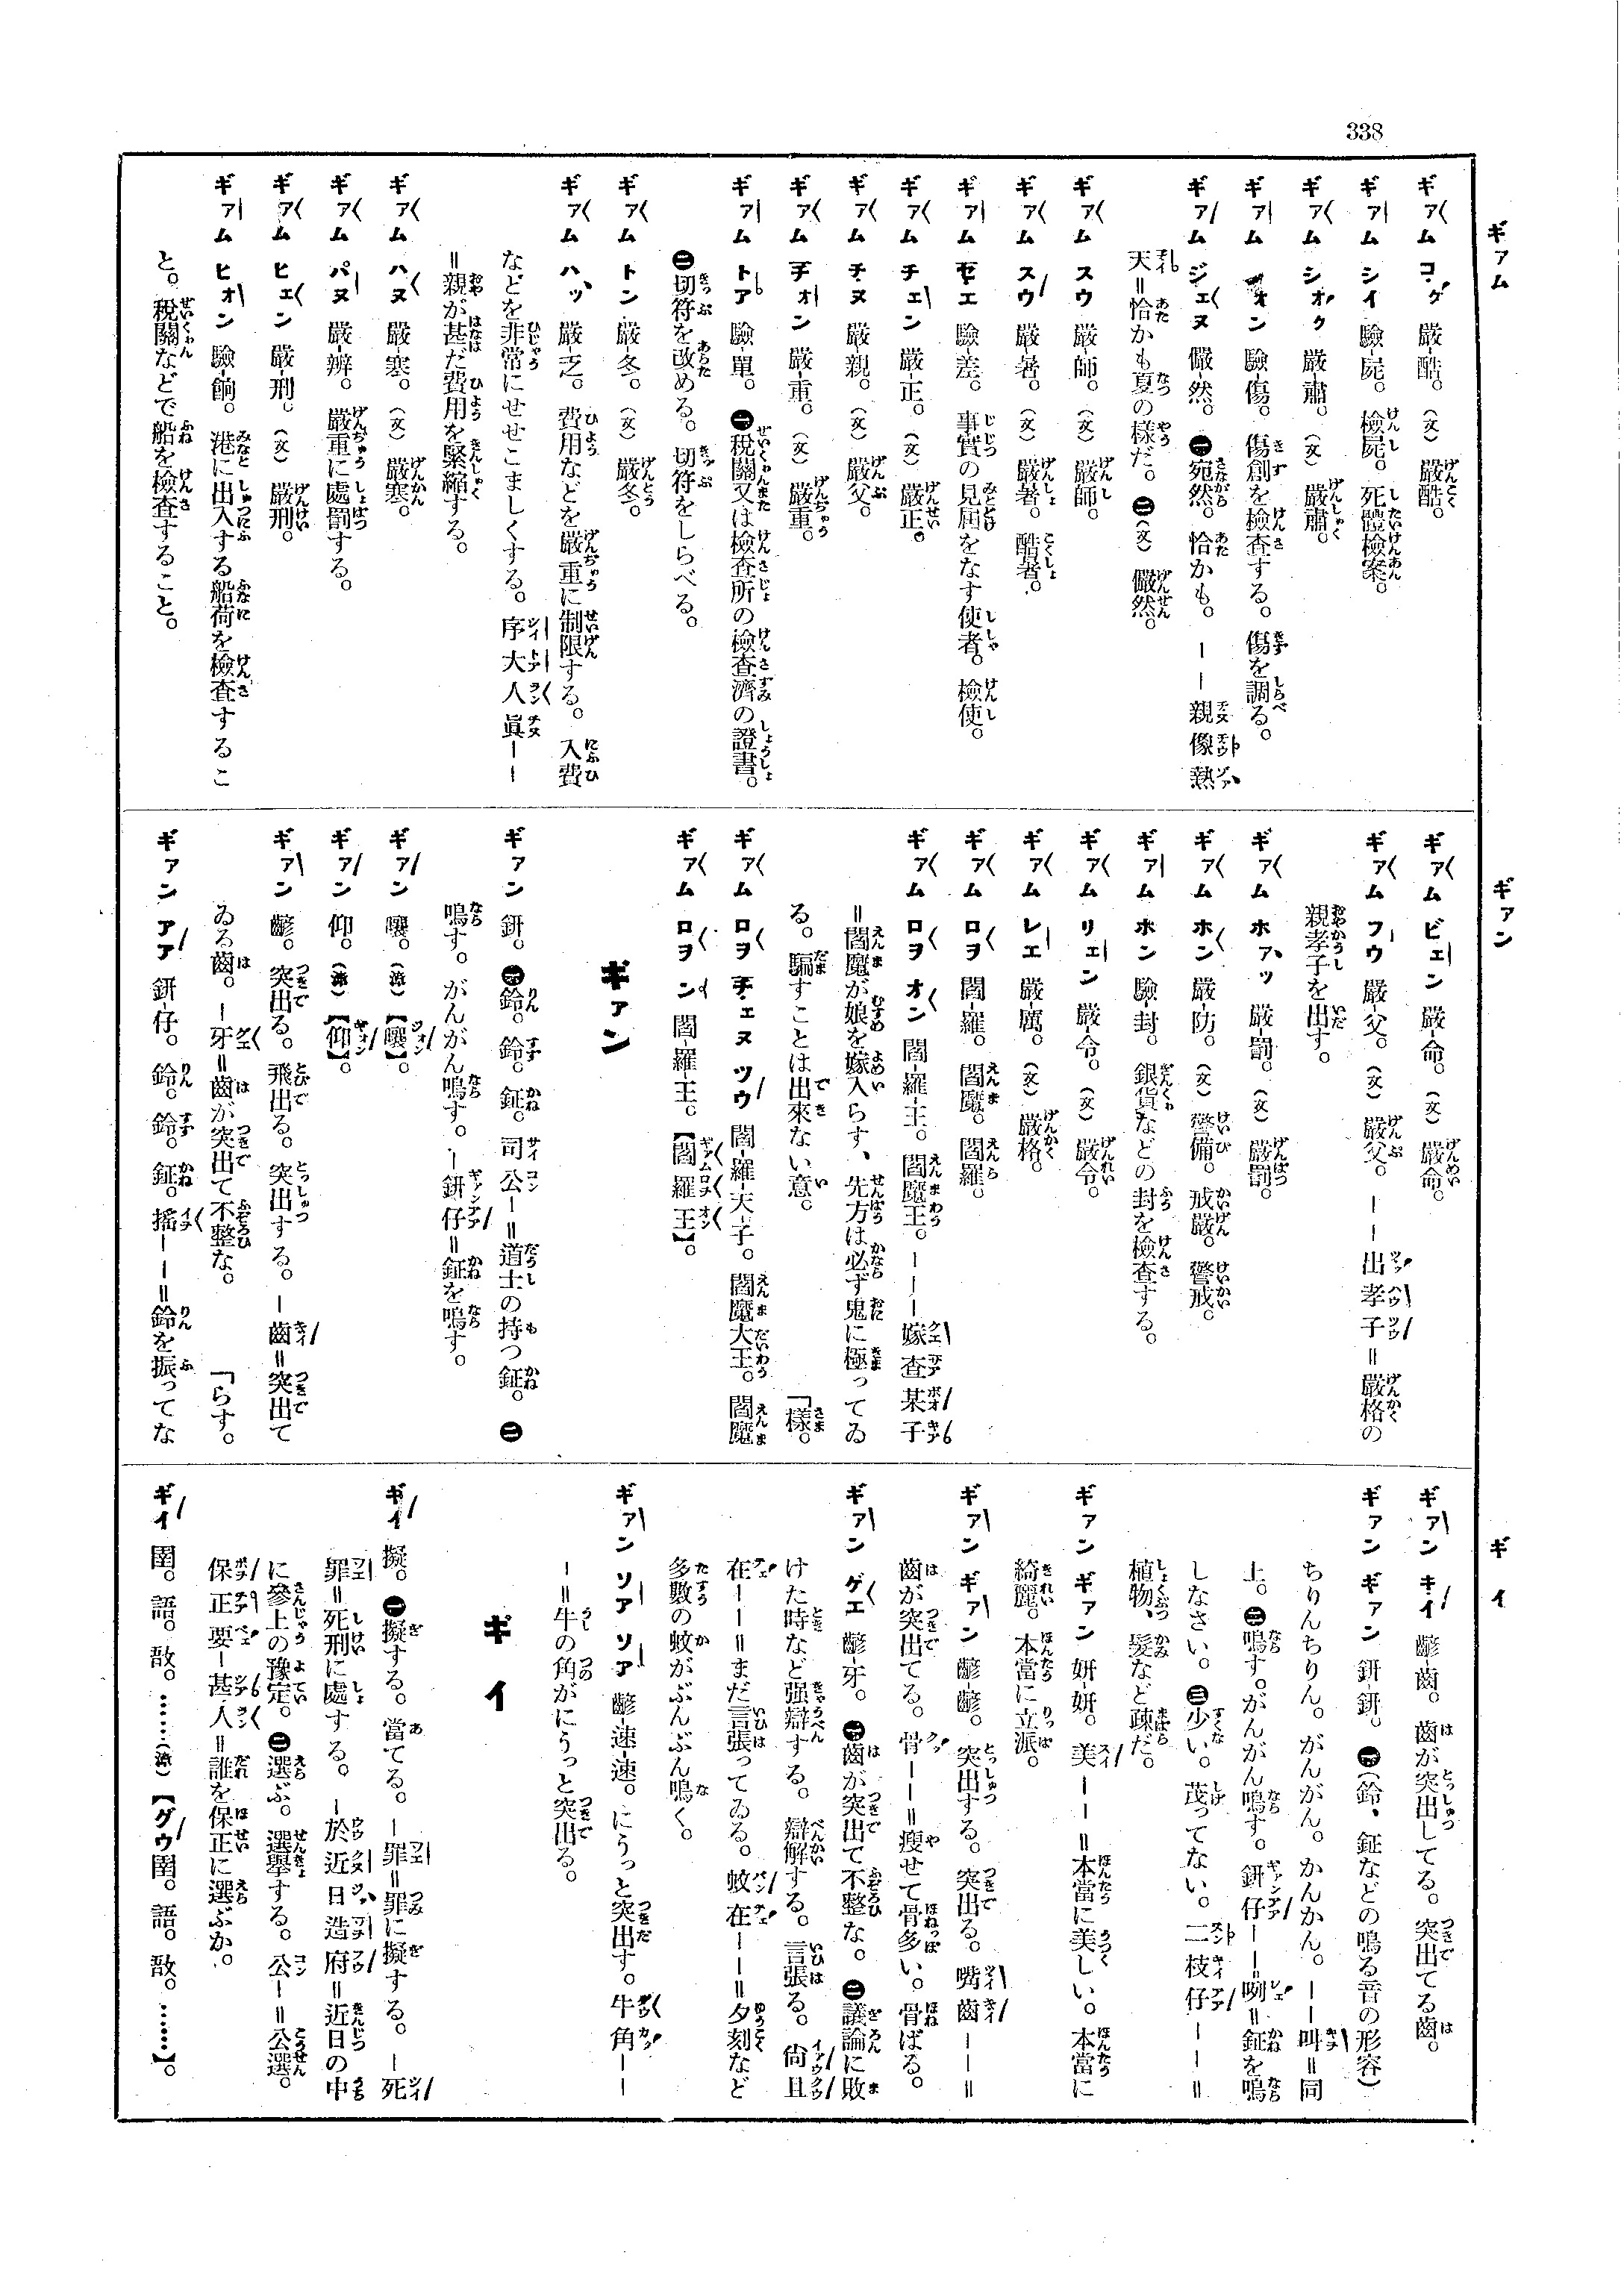 338
ギァム
ギァン
ギイ
ギァム コㇰ 嚴-酷。(文) 嚴酷。
ギァム シイ 驗-屍。檢屍。死體檢案。
ギァム シォㇰ 嚴-肅。(文) 嚴肅。
ギァム シォン 驗-傷。傷創を檢査する。傷を調る。
ギァム ジェヌ 儼-然。㊀宛然。恰かも。――親像熱
天=恰かも夏の樣だ。㊁(文) 儼然。
ギァム スウ 嚴-師。(文) 嚴師。
ギァム スウ 嚴-暑。(文) 嚴暑。酷暑。
ギァム セエ 驗-差。事實の見屆をなす使者。檢使。
ギァム チェン 嚴-正。(文) 嚴正。
ギァム チヌ 嚴-親。(文) 嚴父。
ギァム チォン 嚴-重。(文) 嚴重。
ギァム トア 驗-單。㊀稅關又は檢查所の檢查濟の證書。
㊁切符を改める。切符をしらべる。
ギァム トン 嚴-冬。(文) 嚴冬。
ギァム ハッ 嚴-乏。費用などを嚴重に制限する。入費
などを非常にせせこましくする。序大人眞――
=親が甚だ費用を緊縮する。
ギァム ハヌ 嚴-寒。(文) 嚴寒。
ギァム パヌ 嚴-辨。嚴重に處罰する。
ギァム ヒェン 嚴-刑。(文) 嚴刑。
ギァム ヒォン 驗-餉。港に出入する船荷を檢査するこ
と。稅關などで船を檢査すること。
ギァム ビェン 嚴-命。(文) 嚴命。
ギァム フウ 嚴-父。(文) 嚴父。――出孝子=嚴格の
親孝子を出す。
ギァム ホァッ 嚴-罰。(文) 嚴罰。
ギァム ホン 嚴-防。(文) 警備。戒嚴。警戒。
ギァム ホン 驗-封。銀貨などの封を檢査する。
ギァム リェン 嚴-令。(文) 嚴令。
ギァム レエ 嚴-厲。(文) 嚴格。
ギァム ロヲ 閻-羅。閻魔。閻羅。
ギァム ロヲ オン 閻-羅-王。閻魔王。―――嫁查某子
=閻魔が娘を嫁入らす、先方は必ず鬼に極ってゐ
る。騙すことは出來ない意。「樣。
ギァム ロヲ チェヌ ツウ 閻-羅-天-子。閻魔大王。閻魔
ギァム ロヲ ン 閻-羅-王。【閻羅王】。
ギァン
ギァン 鈃。㊀鈴。鈴。鉦。司公―=道士の持つ鉦。㊁
鳴す。がんがん鳴す。―鈃仔=鉦を鳴す。
ギァン 嚷。(漳)【嚷】。
ギァン 仰。(漳)【仰】。
ギァン 齴。突出る。飛出る。突出する。―齒=突出て
ゐる齒。―牙=齒が突出て不整な。「らす。
ギァン アア 鈃-仔。鈴。鈴。鉦。搖――=鈴を振ってな
ギァン キイ 齴-齒。齒が突出してる。突出てる齒。
ギァン ギァン 鈃-鈃。㊀(鈴、鉦などの鳴る音の形容)
ちりんちりん。がんがん。かんかん。――叫=同
上。㊁鳴す。がんがん鳴す。鈃仔――咧=鉦を鳴
しなさい。㊂少い。茂ってない。二枝仔――=
植物、髮など疎だ。
ギァン ギァン 妍-妍。美――=本當に美しい。本當に
綺麗。本當に立派。
ギァン ギァン 齴-齴。突出する。突出る。嘴齒――=
齒が突出てる。骨――=瘦せて骨多い。骨ばる。
ギァン ゲエ 齴-牙。㊀齒が突出て不整な。㊁議論に敗
けた時など强辯する。辯解する。言張る。尙且
在――=まだ言張ってゐる。蚊在――=夕刻など
多數の蚊がぶんぶん鳴く。
ギァン ソア ソア 齴-速-速。にうっと突出す。牛角――
―=牛の角がにうっと突出る。
ギイ
ギイ 擬。㊀擬する。當てる。―罪=罪に擬する。―死
罪=死刑に處する。―於近日造府=近日の中
に參上の豫定。㊁選ぶ。選擧する。公―=公選。
保正要―甚人=誰を保正に選ぶか。
ギイ 圄。語。敔。……(漳)【グウ圄。語。敔。……】。